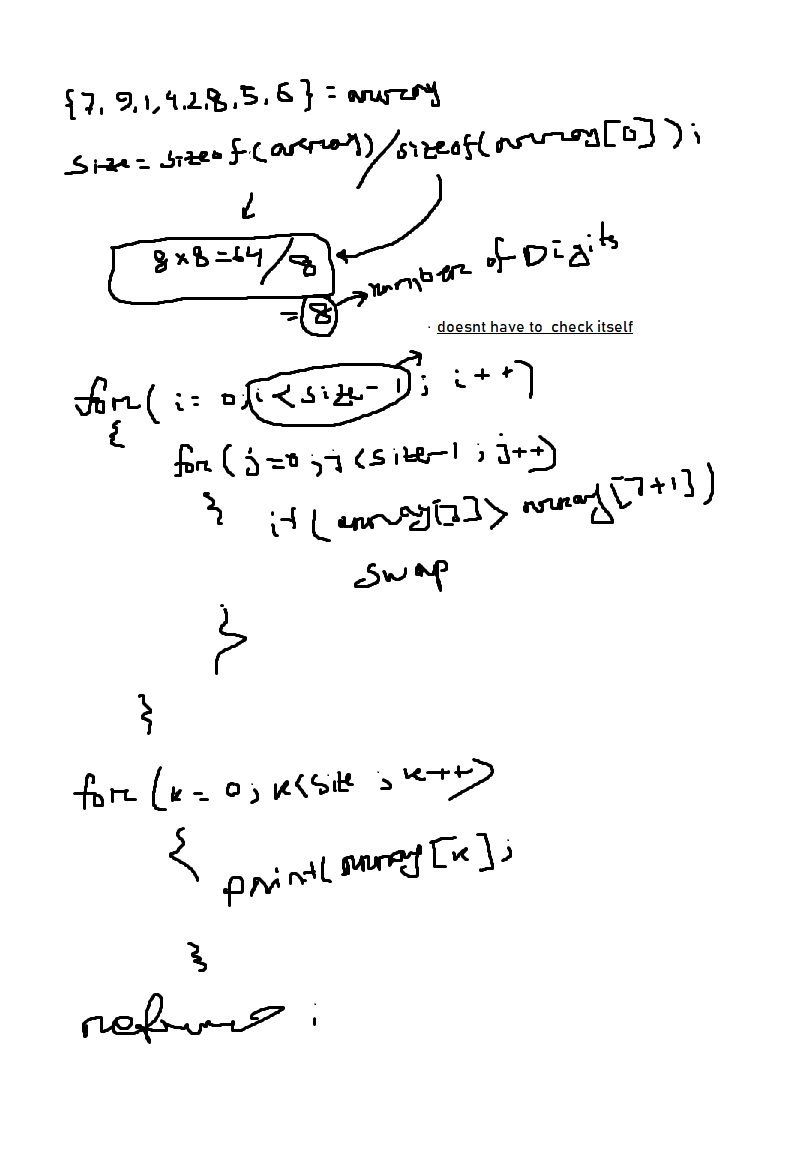 {7, 9, 1, 4, 2, 8, 5, 6} = array
size = sizeof(array)/sizeof(array[0]);
8 × 8 = 64 / 8
= 8 number of Digits
doesnt have to check itself
for( i = 0; i < size - 1; i++)
{
for( j = 0; j < size - 1; j++)
{
if( array[j] > array[j+1])
swap
}
}
for (k = 0; k < size ; k++)
{
print( array[k];
}
return 0 ;